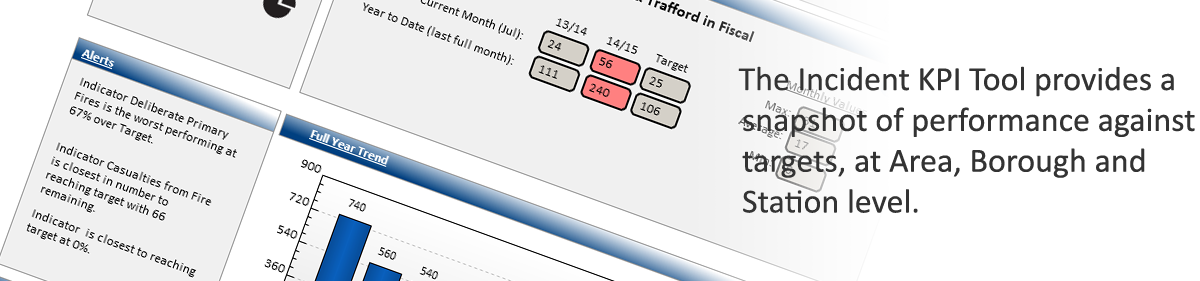 Trafford in Fiscal
13/14 14/15 Target
Current Month (Jul): 24 56 25
Year to Date (last full month): 111 240 106
Alerts
Indicator Deliberate Primary
Fires is the worst performing at
67% over Target.
Indicator Casualties from Fire
is closest in number to
reaching target with 66
remaining.
Indicator is closest to reaching
target at 0%.
Full Year Trend
900
720
540
360
740
560
540
Monthly
Max:
Average: 17
The Incident KPI Tool provides a
snapshot of performance against
targets, at Area, Borough and
Station level.